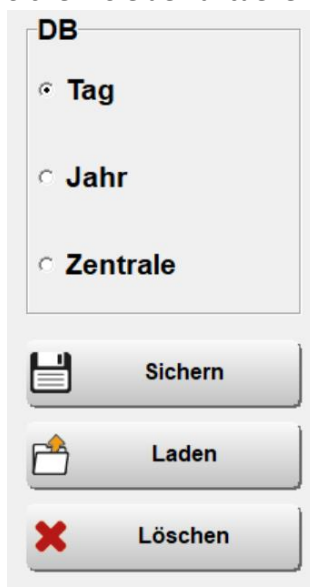 DB
Tag
Jahr
Zentrale
Sichern
Laden
Löschen